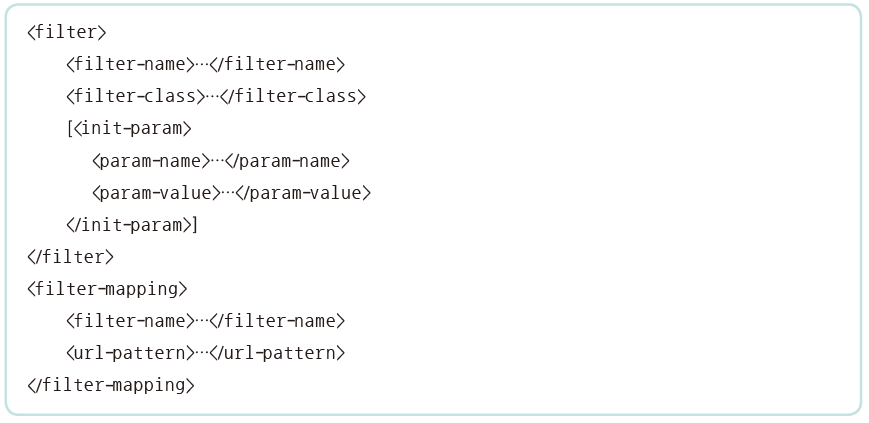 <filter>
<filter-name>…</filter-name>
<filter-class>…</filter-class>
[<init-param>
<param-name>…</param-name>
<param-value>…</param-value>
</init-param>]
</filter>
<filter-mapping>
<filter-name>…</filter-name>
<url-pattern>…</url-pattern>
</filter-mapping>